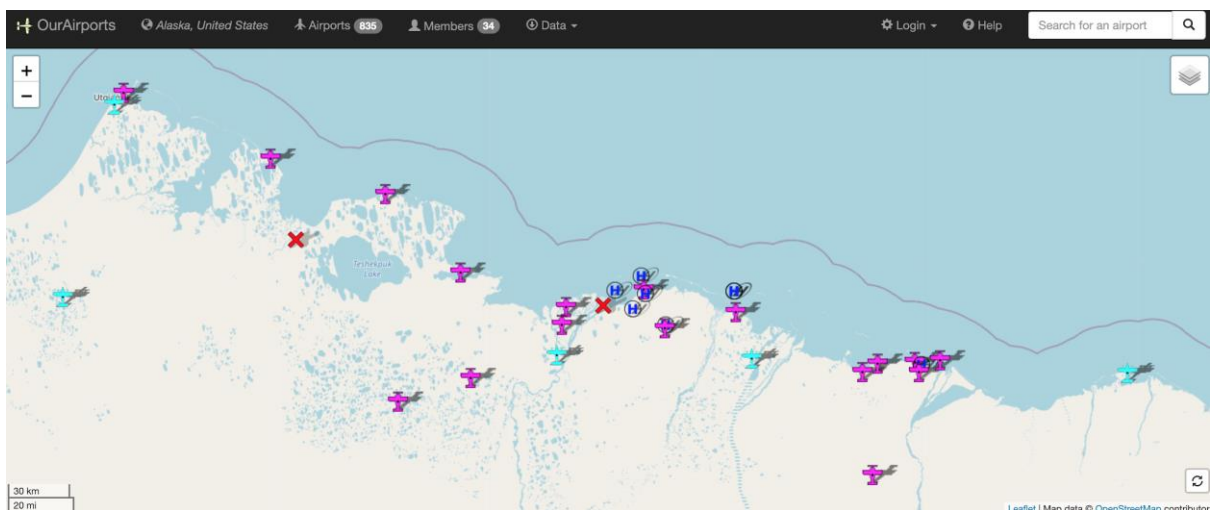 OurAirports Alaska, United States Airports 835 Members 34 Data Login Help Search for an airport
+
−
Teshekpuk
Lake
30 km
20 mi
Leaflet | Map data © OpenStreetMap contributor